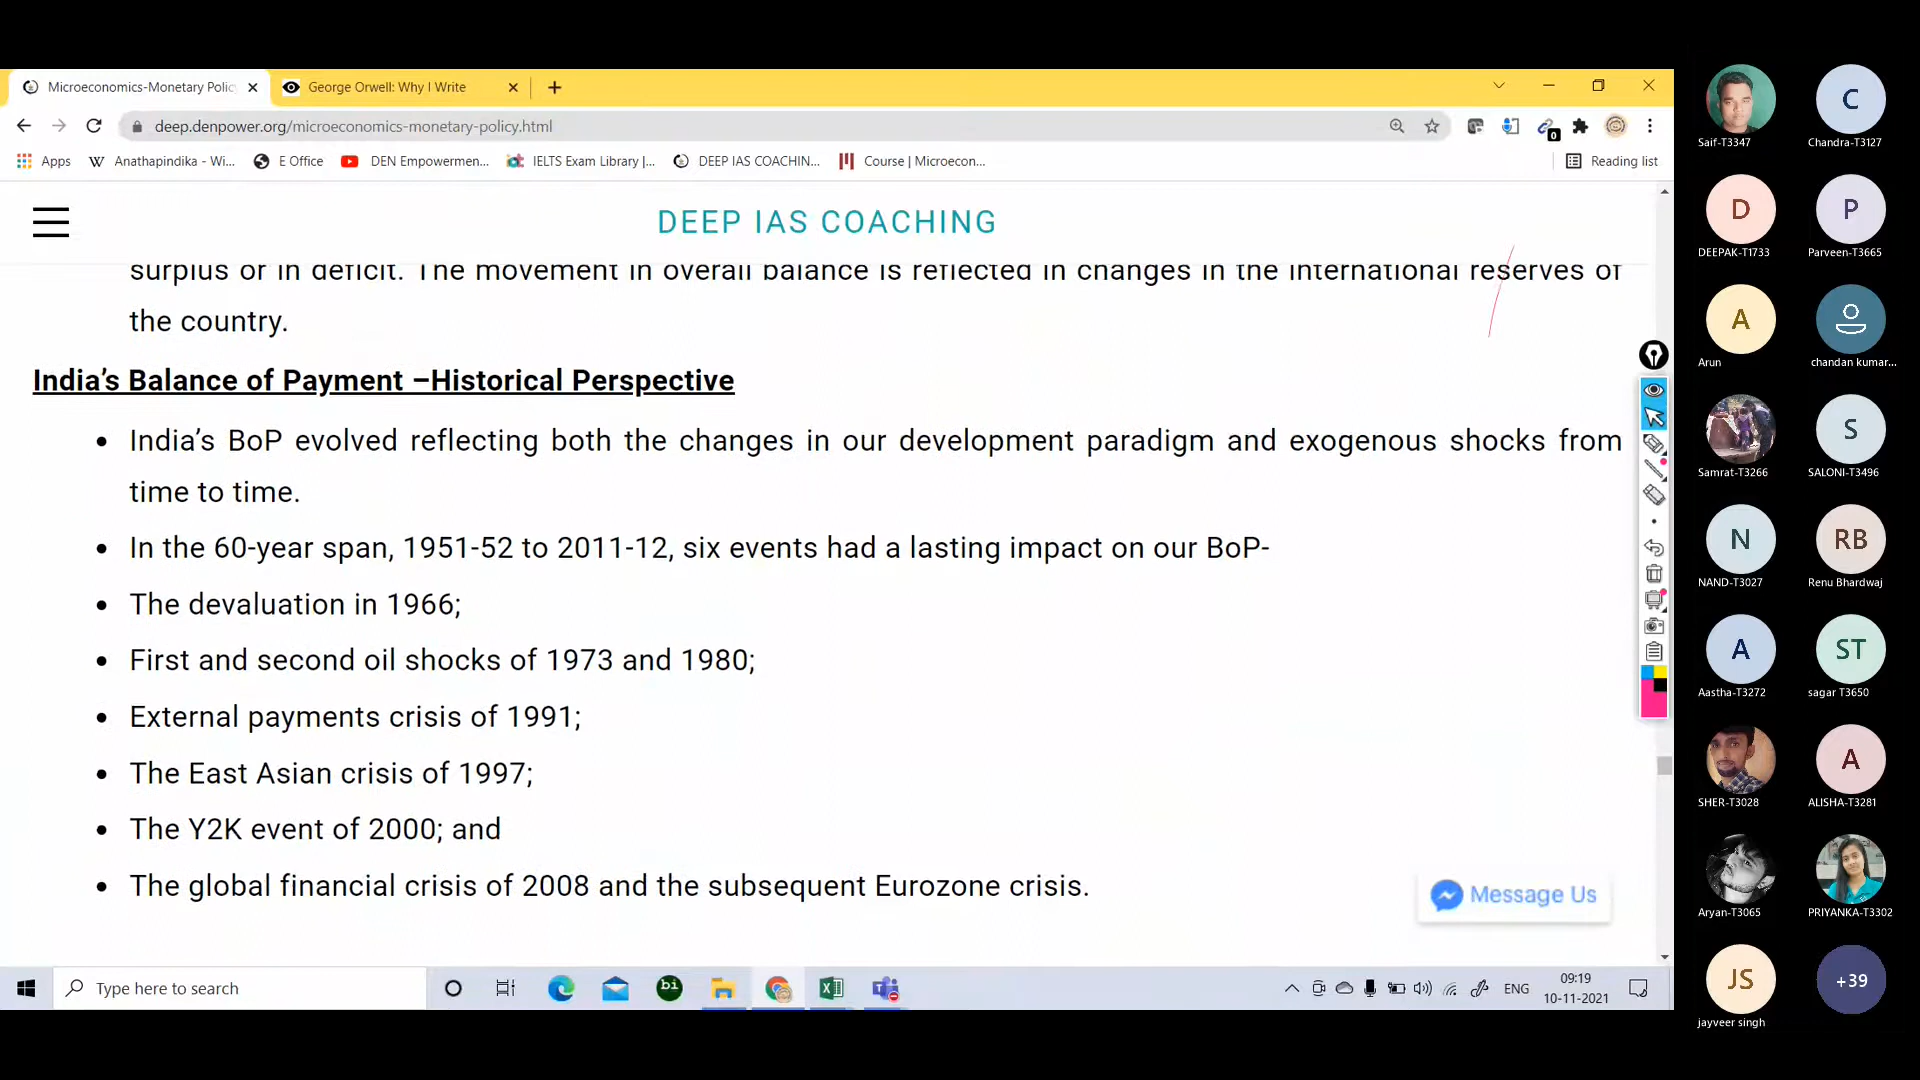 Microeconomics-Monetary Polic
George Orwell: Why I Write
deep.denpower.org/microeconomics-monetary-policy.html
0
Apps
Anathapindika - Wi...
E Office
DEN Empowermen...
IELTS Exam Library |...
DEEP IAS COACHIN...
Course | Microecon...
Reading list
DEEP IAS COACHING
surplus or in deficit. The movement in overall balance is reflected in changes in the international reserves of
the country.
India’s Balance of Payment –Historical Perspective
• India’s BoP evolved reflecting both the changes in our development paradigm and exogenous shocks from
time to time.
• In the 60-year span, 1951-52 to 2011-12, six events had a lasting impact on our BoP-
• The devaluation in 1966;
• First and second oil shocks of 1973 and 1980;
• External payments crisis of 1991;
• The East Asian crisis of 1997;
• The Y2K event of 2000; and
• The global financial crisis of 2008 and the subsequent Eurozone crisis.
Message Us
Type here to search
bi
ENG
09:19
10-11-2021
Saif-T3347
C
Chandra-T3127
D
DEEPAK-T1733
P
Parveen-T3665
A
Arun
chandan kumar...
Samrat-T3266
S
SALONI-T3496
N
NAND-T3027
RB
Renu Bhardwaj
A
Aastha-T3272
ST
sagar T3650
SHER-T3028
A
ALISHA-T3281
Aryan-T3065
PRIYANKA-T3302
JS
jayveer singh
+39